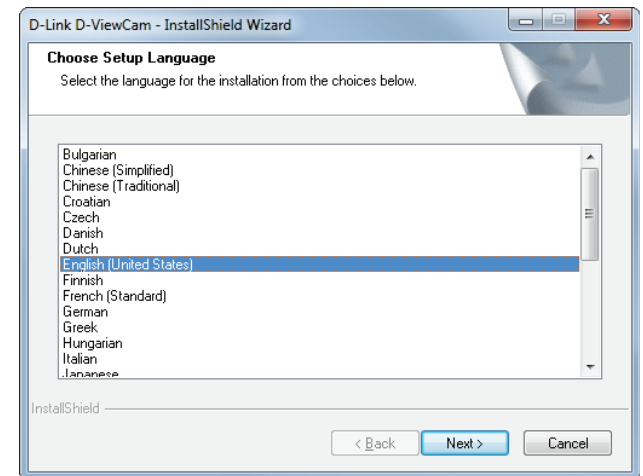 D-Link D-ViewCam - InstallShield Wizard
Choose Setup Language
Select the language for the installation from the choices below.
Bulgarian
Chinese (Simplified)
Chinese (Traditional)
Croatian
Czech
Danish
Dutch
English (United States)
Finnish
French (Standard)
German
Greek
Hungarian
Italian
Japanese
InstallShield
< Back Next > Cancel